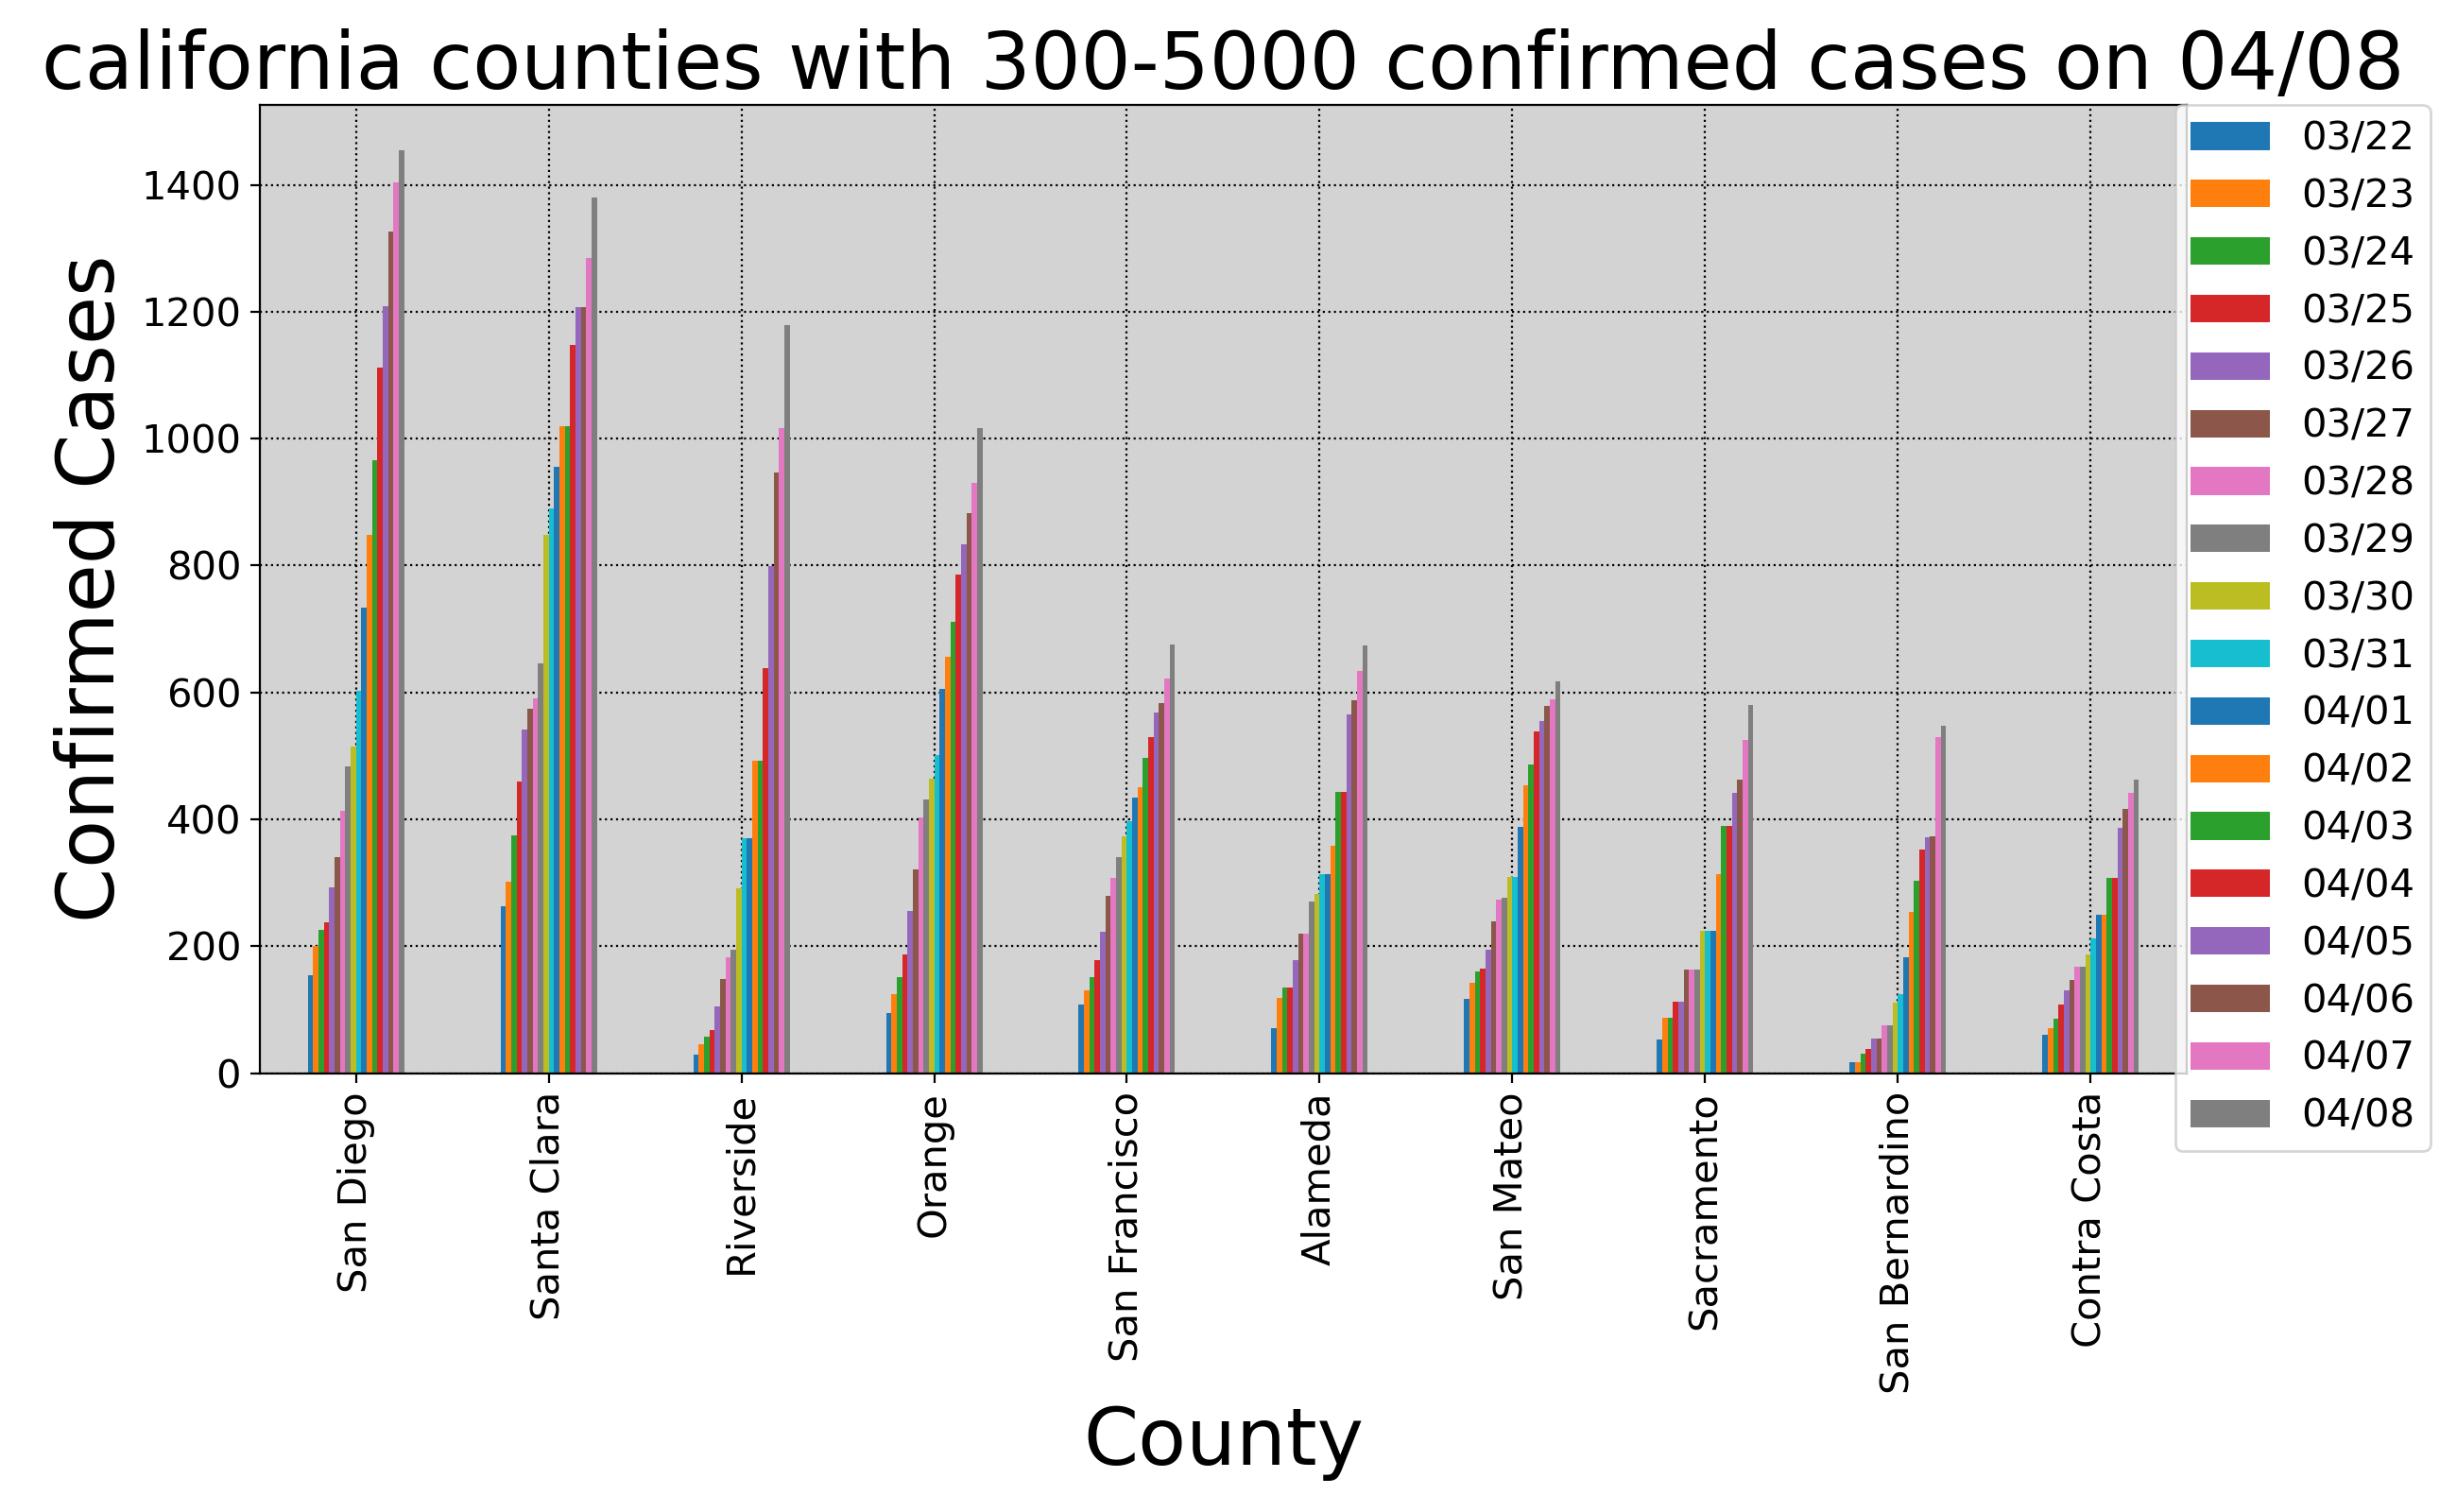 california counties with 300-5000 confirmed cases on 04/08
Confirmed Cases
1400
1200
1000
800
600
400
200
0
San Diego
Santa Clara
Riverside
Orange
San Francisco
Alameda
San Mateo
Sacramento
San Bernardino
Contra Costa
County
03/22
03/23
03/24
03/25
03/26
03/27
03/28
03/29
03/30
03/31
04/01
04/02
04/03
04/04
04/05
04/06
04/07
04/08